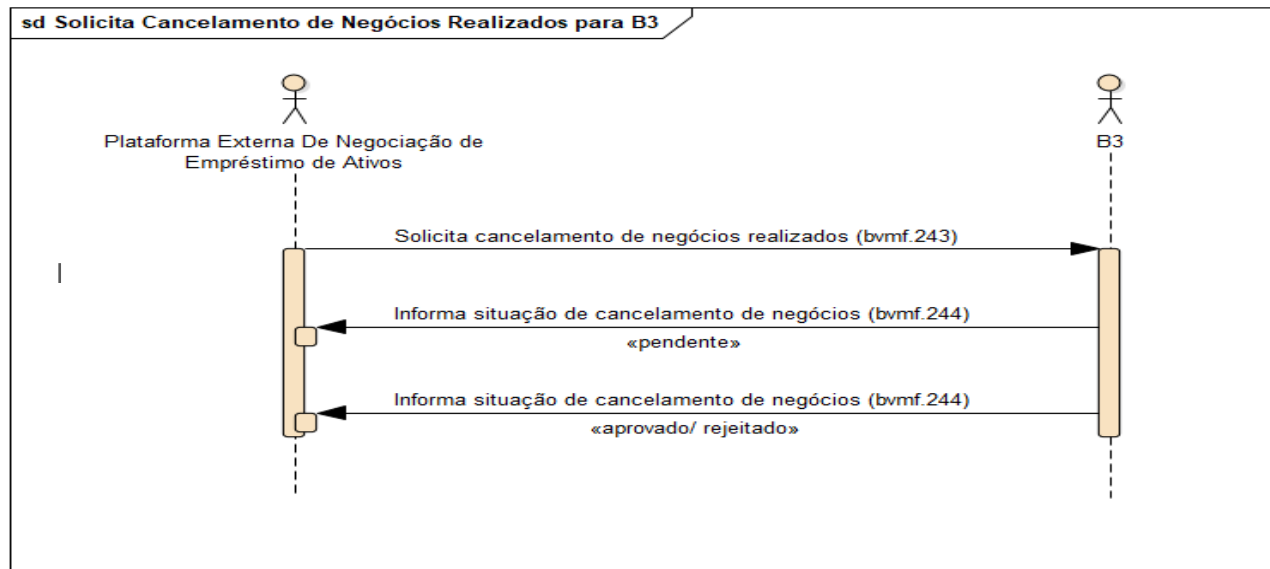 sd Solicita Cancelamento de Negócios Realizados para B3
Plataforma Externa De Negociação de
Empréstimo de Ativos
B3
Solicita cancelamento de negócios realizados (bvmf.243)
Informa situação de cancelamento de negócios (bvmf.244)
«pendente»
Informa situação de cancelamento de negócios (bvmf.244)
«aprovado/ rejeitado»